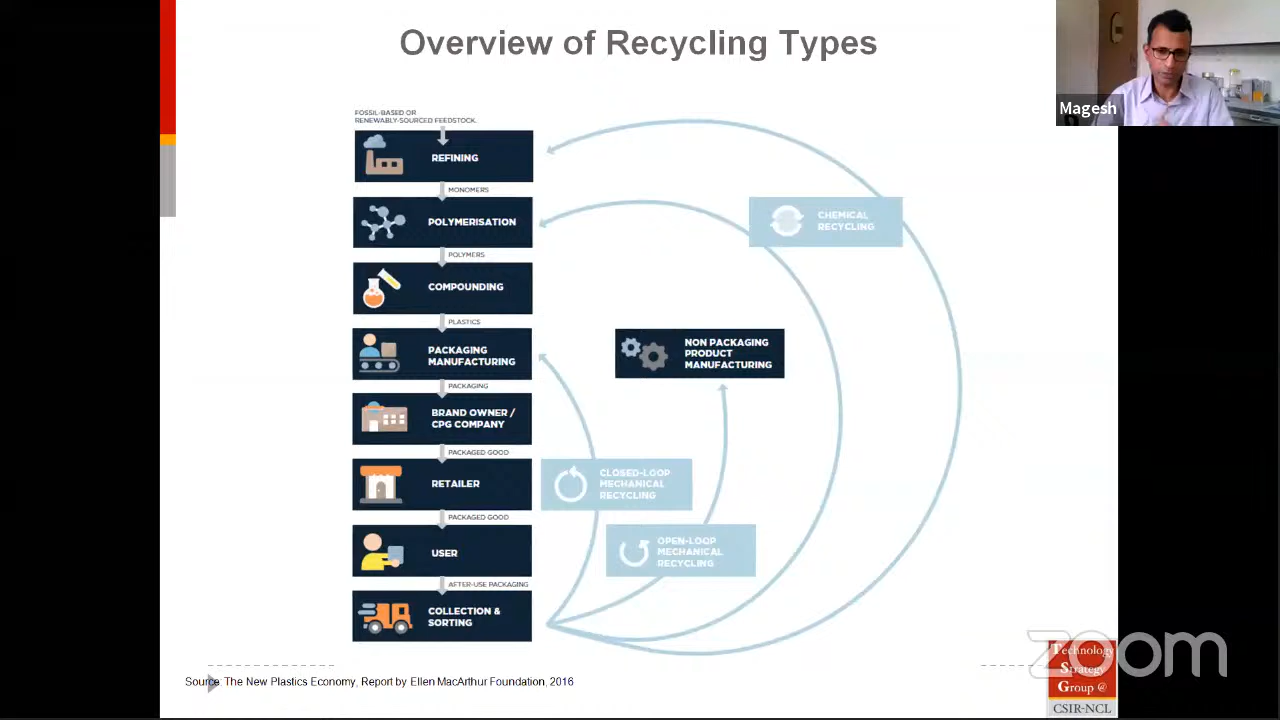 Overview of Recycling Types
Magesh
FOSSIL-BASED OR
RENEWABLY-SOURCED FEEDSTOCK.
REFINING
MONOMERS
POLYMERISATION
POLYMERS
COMPOUNDING
PLASTICS
PACKAGING
MANUFACTURING
PACKAGING
BRAND OWNER /
CPG COMPANY
PACKAGED GOOD
RETAILER
PACKAGED GOOD
USER
AFTER-USE PACKAGING
COLLECTION &
SORTING
CHEMICAL
RECYCLING
NON PACKAGING
PRODUCT
MANUFACTURING
CLOSED-LOOP
MECHANICAL
RECYCLING
OPEN-LOOP
MECHANICAL
RECYCLING
Source: The New Plastics Economy, Report by Ellen MacArthur Foundation, 2016
zoom
Technology
Strategy
Group @
CSIR-NCL